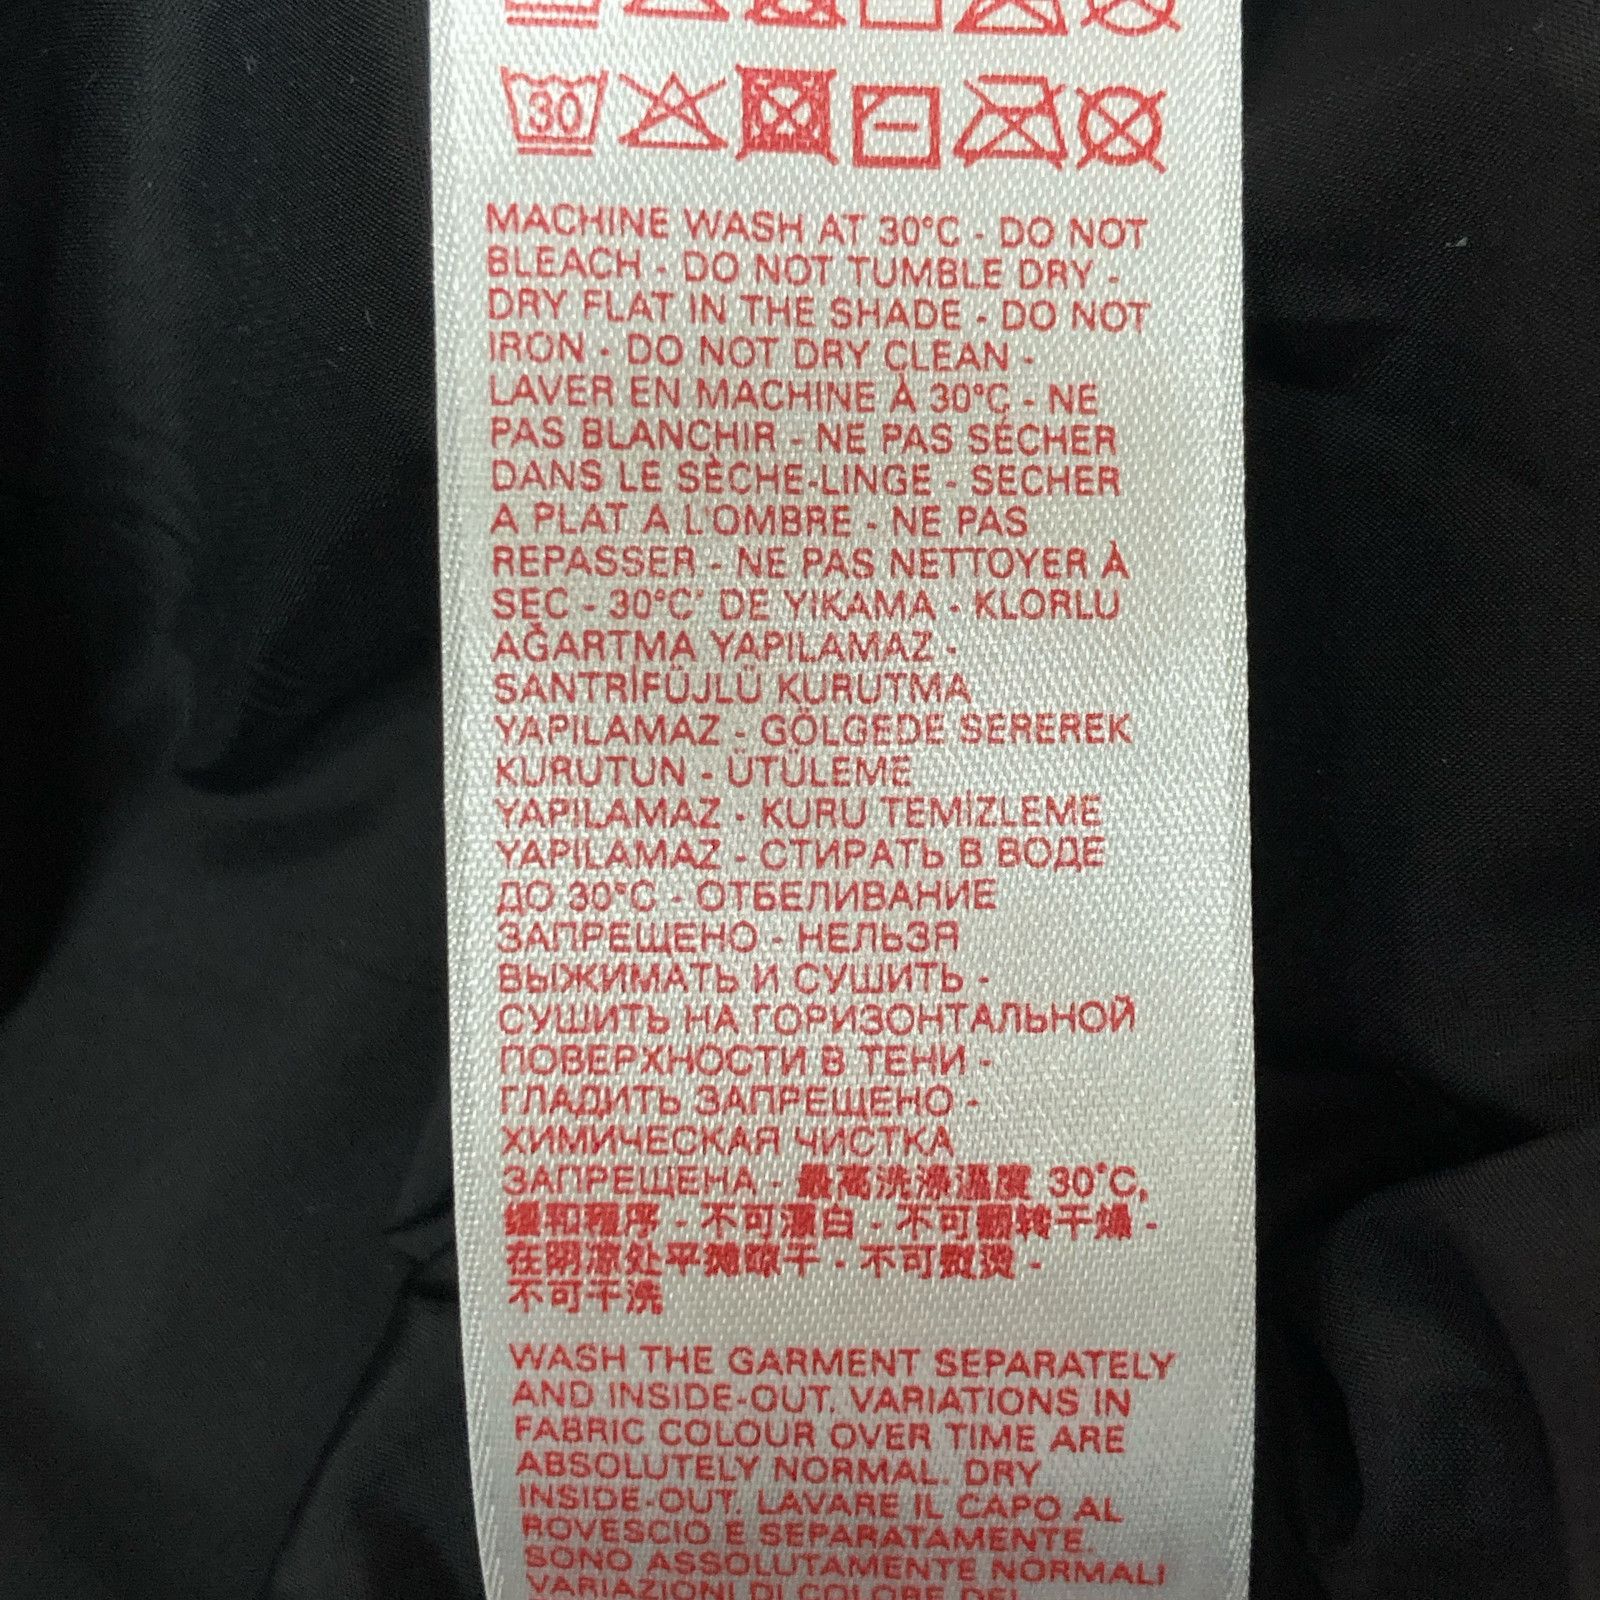 30
MACHINE WASH AT 30°C - DO NOT
BLEACH - DO NOT TUMBLE DRY -
DRY FLAT IN THE SHADE - DO NOT
IRON - DO NOT DRY CLEAN -
LAVER EN MACHINE À 30°C - NE
PAS BLANCHIR - NE PAS SÉCHER
DANS LE SÈCHE-LINGE - SECHER
A PLAT A L'OMBRE - NE PAS
REPASSER - NE PAS NETTOYER À
SEC - 30°C' DE YIKAMA - KLORLU
AĞARTMA YAPILAMAZ -
SANTRİFÜJLÜ KURUTMA
YAPILAMAZ - GÖLGEDE SEREREK
KURUTUN - ÜTÜLEME
YAPILAMAZ - KURU TEMİZLEME
YAPILAMAZ - СТИРАТЬ В ВОДЕ
ДО 30°C - ОТБЕЛИВАНИЕ
ЗАПРЕЩЕНО - НЕЛЬЗЯ
ВЫЖИМАТЬ И СУШИТЬ -
СУШИТЬ НА ГОРИЗОНТАЛЬНОЙ
ПОВЕРХНОСТИ В ТЕНИ -
ГЛАДИТЬ ЗАПРЕЩЕНО -
ХИМИЧЕСКАЯ ЧИСТКА
ЗАПРЕЩЕНА - 最高洗涤温度 30°C,
缓和程序 - 不可漂白 - 不可翻转干燥 -
在阴凉处平摊晾干 - 不可熨烫 -
不可干洗
WASH THE GARMENT SEPARATELY
AND INSIDE-OUT. VARIATIONS IN
FABRIC COLOUR OVER TIME ARE
ABSOLUTELY NORMAL. DRY
INSIDE-OUT. LAVARE IL CAPO AL
ROVESCIO E SEPARATAMENTE.
SONO ASSOLUTAMENTE NORMALI
VARIAZIONI DI COLORE DEL